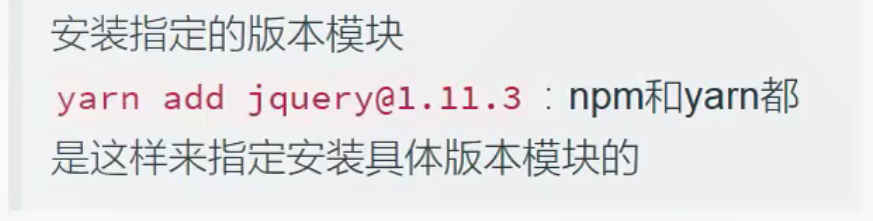 安装指定的版本模块
yarn add jquery@1.11.3 : npm和yarn都
是这样来指定安装具体版本模块的